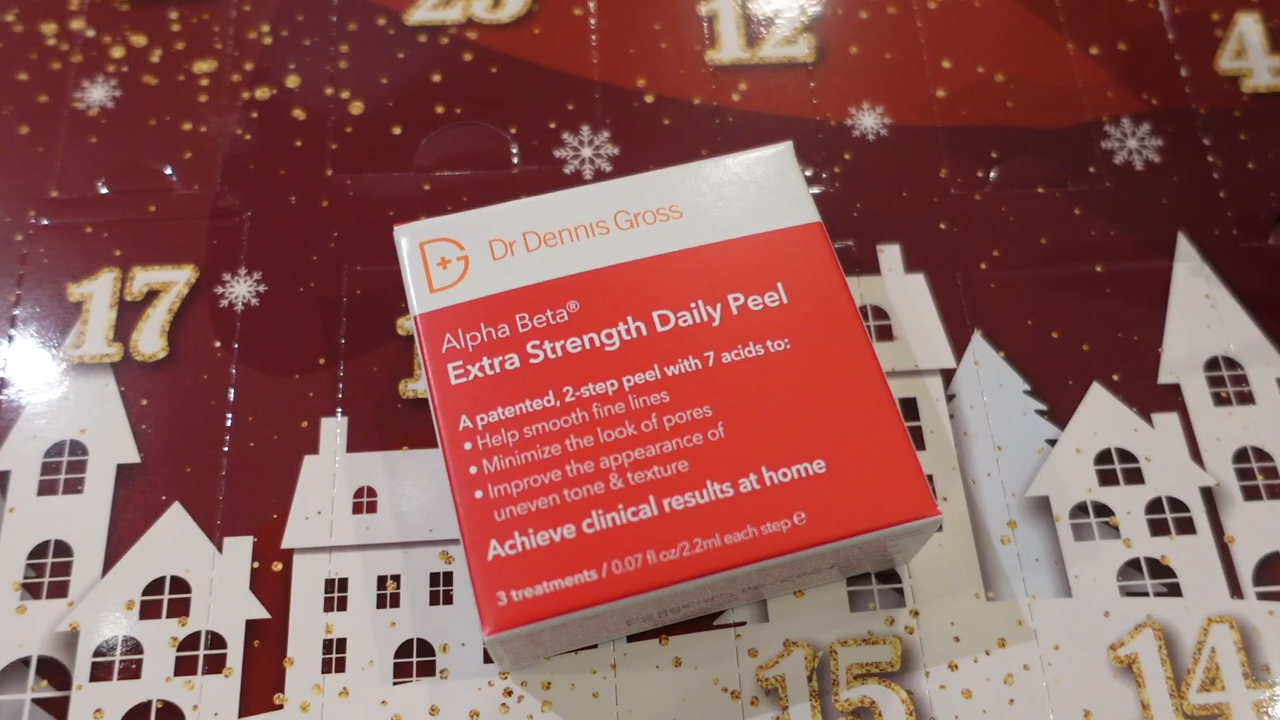 23
12
4
17
1
Dr Dennis Gross
Alpha Beta®
Extra Strength Daily Peel
A patented, 2-step peel with 7 acids to:
• Help smooth fine lines
• Minimize the look of pores
• Improve the appearance of
uneven tone & texture
Achieve clinical results at home
3 treatments / 0.07 fl oz/2.2ml each step ℮
15
14